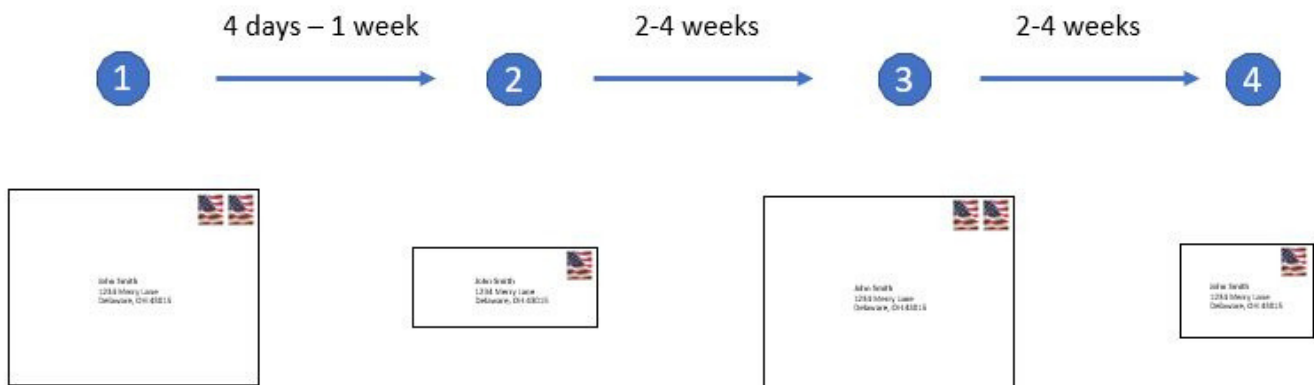 4 days – 1 week
2-4 weeks
2-4 weeks
1
2
3
4
John Smith
1234 Merry Lane
Delaware, OH 43015
John Smith
1234 Merry Lane
Delaware, OH 43015
John Smith
1234 Merry Lane
Delaware, OH 43015
John Smith
1234 Merry Lane
Delaware, OH 43015